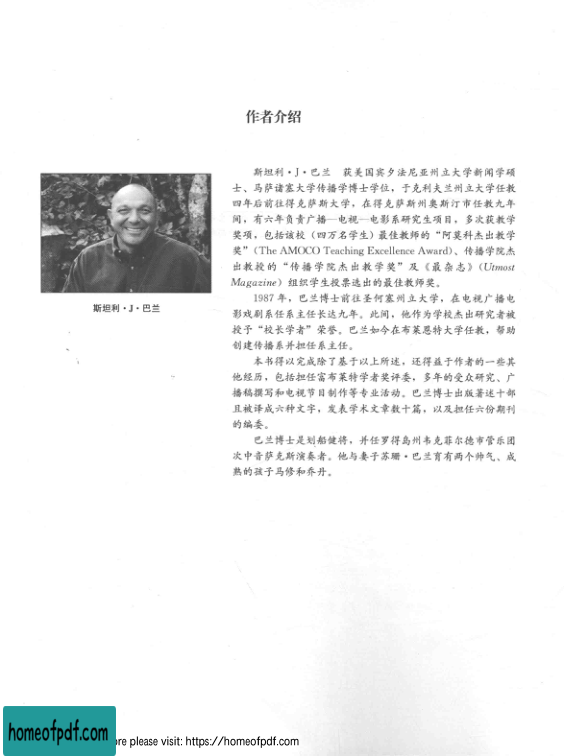 作者介绍
斯坦利·J·巴兰 获美国宾夕法尼亚州立大学新闻学硕
士、马萨诸塞大学传播学博士学位，于克利夫兰州立大学任教
四年后前往得克萨斯大学，在得克萨斯州奥斯汀市任教九年
间，有六年负责广播—电视—电影系研究生项目，多次获教学
奖项，包括该校（四万名学生）最佳教师的“阿莫科杰出教学
奖”（The AMOCO Teaching Excellence Award）、传播学院杰
出教授的“传播学院杰出教学奖”及《最杂志》（Utmost
Magazine）组织学生投票选出的最佳教师奖。
1987 年，巴兰博士前往圣何塞州立大学，在电视广播电
影戏剧系任系主任长达九年。此间，他作为学校杰出研究者被
授予“校长学者”荣誉。巴兰如今在布莱恩特大学任教，帮助
创建传播系并担任系主任。
本书得以完成除了基于以上所述，还得益于作者的一些其
他经历，包括担任富布莱特学者奖评委，多年的受众研究、广
播稿撰写和电视节目制作等专业活动。巴兰博士出版著述十部
且被译成六种文字，发表学术文章数十篇，以及担任六份期刊
的编委。
巴兰博士是划船健将，并任罗得岛州韦克菲尔德市管乐团
次中音萨克斯演奏者。他与妻子苏珊·巴兰育有两个帅气、成
熟的孩子马修和乔丹。
斯坦利·J·巴兰
homeofpdf.com
ore please visit: https://homeofpdf.com